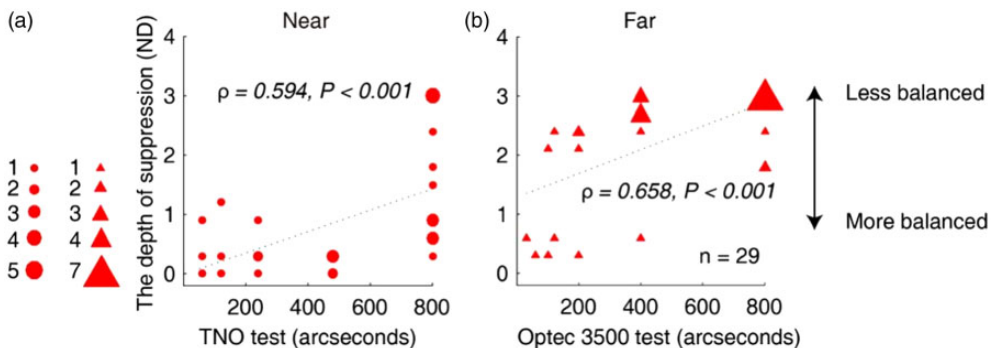 (a)
Near
The depth of suppression (ND)
4
3
2
1
0
ρ = 0.594, P < 0.001
200 400 600 800
TNO test (arcseconds)
1 1
2 2
3 3
4 4
5 7
(b)
Far
4
3
2
1
0
ρ = 0.658, P < 0.001
n = 29
200 400 600 800
Optec 3500 test (arcseconds)
Less balanced
More balanced